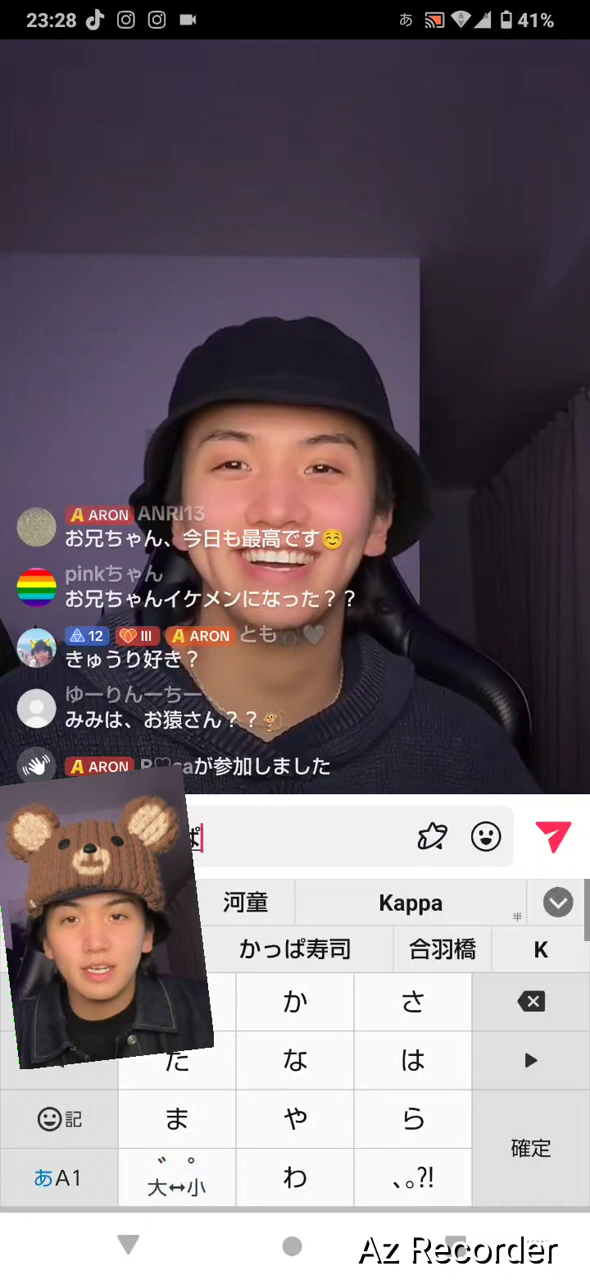 23:28 あ 41%
A ARON ANRI13
お兄ちゃん、今日も最高です☺️
pinkちゃん
お兄ちゃんイケメンになった？？
12 III A ARON とも
きゅうり好き？
ゆーりんーちー
みみは、お猿さん？？🐒
A ARON R♡saが参加しました
ぱ
河童 Kappa
半
かっぱ寿司 合羽橋 K
か さ
た な は
記 ま や ら
確定
あA1 大↔小 わ 、。?!
Az Recorder